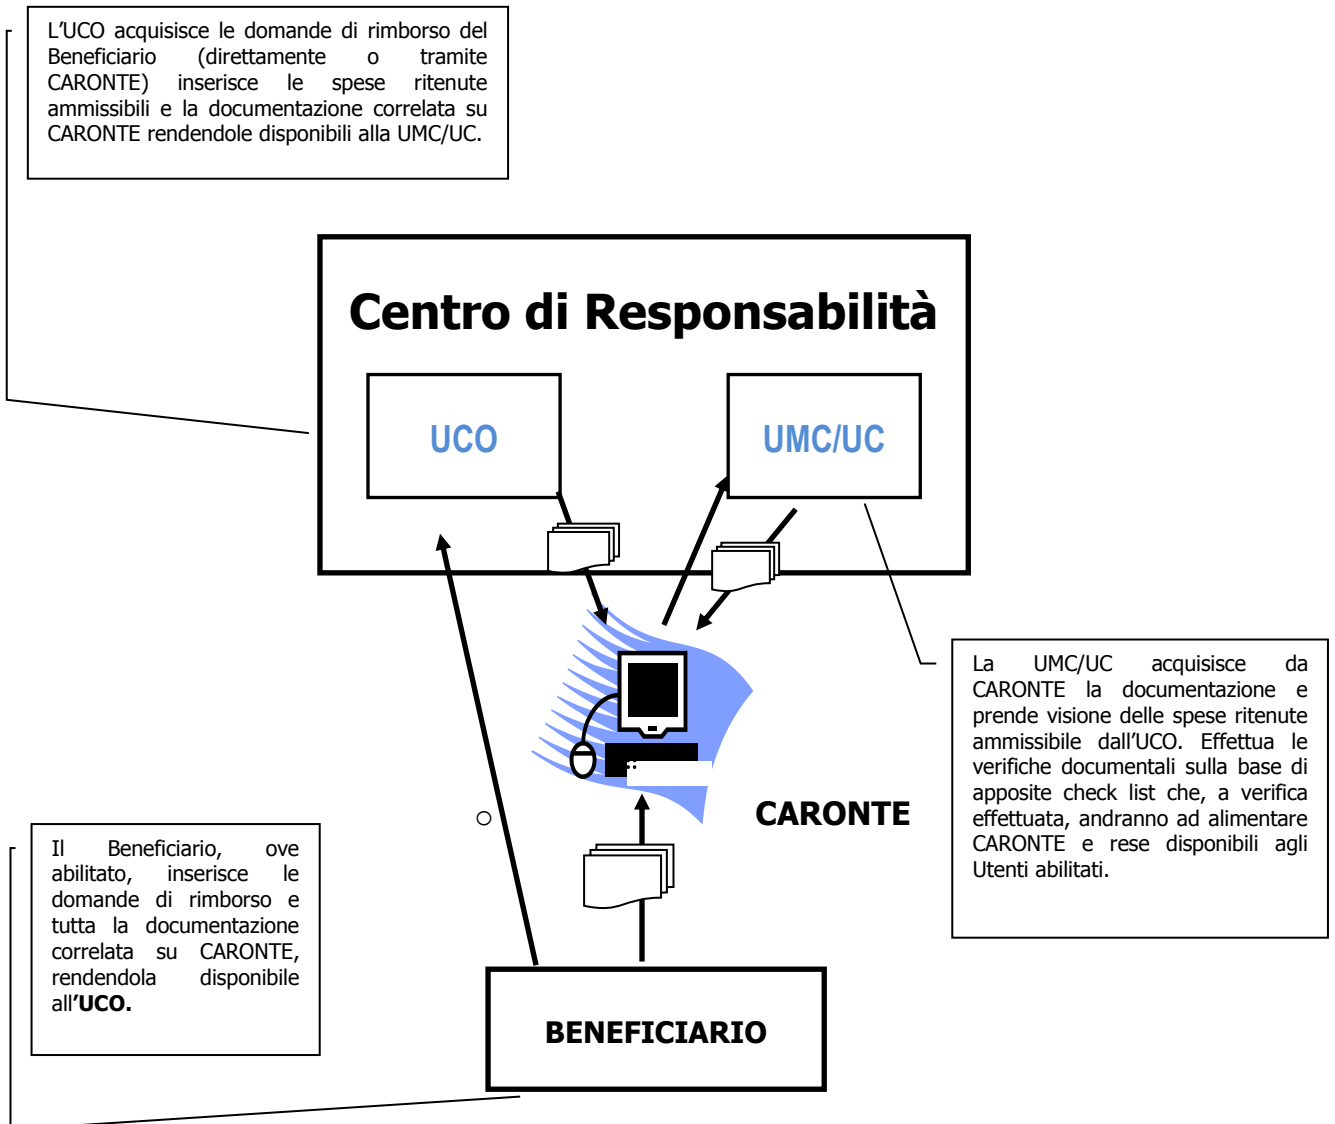 L'UCO acquisisce le domande di rimborso del
Beneficiario (direttamente o tramite
CARONTE) inserisce le spese ritenute
ammissibili e la documentazione correlata su
CARONTE rendendole disponibili alla UMC/UC.
Centro di Responsabilità
UCO
UMC/UC
La UMC/UC acquisisce da
CARONTE la documentazione e
prende visione delle spese ritenute
ammissibile dall'UCO. Effettua le
verifiche documentali sulla base di
apposite check list che, a verifica
effettuata, andranno ad alimentare
CARONTE e rese disponibili agli
Utenti abilitati.
CARONTE
Il Beneficiario, ove
abilitato, inserisce le
domande di rimborso e
tutta la documentazione
correlata su CARONTE,
rendendola disponibile
all'UCO.
BENEFICIARIO